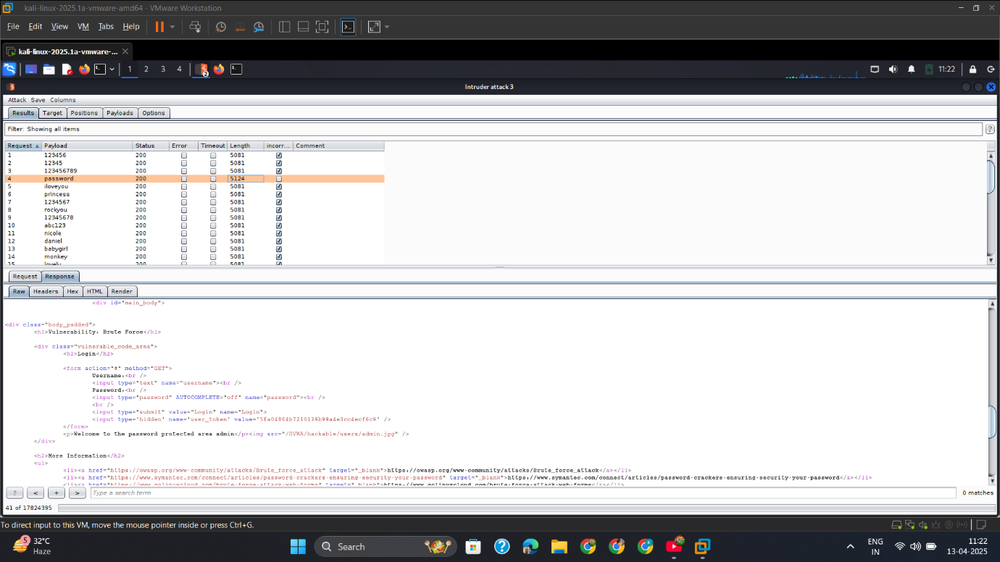 kali-linux-2025.1a-vmware-amd64 - VMware Workstation
File Edit View VM Tabs Help
kali-linux-2025.1a-vmware-...
1 2 3 4 2 11:22
Intruder attack 3
Attack Save Columns
Results Target Positions Payloads Options
Filter: Showing all items ?
Request Payload Status Error Timeout Length incorr... Comment
1 123456 200 5081
2 12345 200 5081
3 123456789 200 5081
4 password 200 5124
5 iloveyou 200 5081
6 princess 200 5081
7 1234567 200 5081
8 rockyou 200 5081
9 12345678 200 5081
10 abc123 200 5081
11 nicole 200 5081
12 daniel 200 5081
13 babygirl 200 5081
14 monkey 200 5081
15 lovely 200 5081
Request Response
Raw Headers Hex HTML Render
<div id="main_body">
<div class="body_padded">
<h1>Vulnerability: Brute Force</h1>
<div class="vulnerable_code_area">
<h2>Login</h2>
<form action="#" method="GET">
Username:<br />
<input type="text" name="username"><br />
Password:<br />
<input type="password" AUTOCOMPLETE="off" name="password"><br />
<br />
<input type="submit" value="Login" name="Login">
<input type='hidden' name='user_token' value='5fa04864b7210139b99a4e3cc4ecf6c9' />
</form>
<p>Welcome to the password protected area admin</p><img src="/DVWA/hackable/users/admin.jpg" />
</div>
<h2>More Information</h2>
<ul>
<li><a href="https://owasp.org/www-community/attacks/Brute_force_attack" target="_blank">https://owasp.org/www-community/attacks/Brute_force_attack</a></li>
<li><a href="https://www.symantec.com/connect/articles/password-crackers-ensuring-security-your-password" target="_blank">https://www.symantec.com/connect/articles/password-crackers-ensuring-security-your-password</a></li>
<li><a href="https://www.golinuxcloud.com/brute-force-attack-web-forms" target="_blank">https://www.golinuxcloud.com/brute-force-attack-web-forms</a></li>
? < + > Type a search term 0 matches
41 of 17824395
To direct input to this VM, move the mouse pointer inside or press Ctrl+G.
5 32°C
Haze
Search
ENG
IN
11:22
13-04-2025